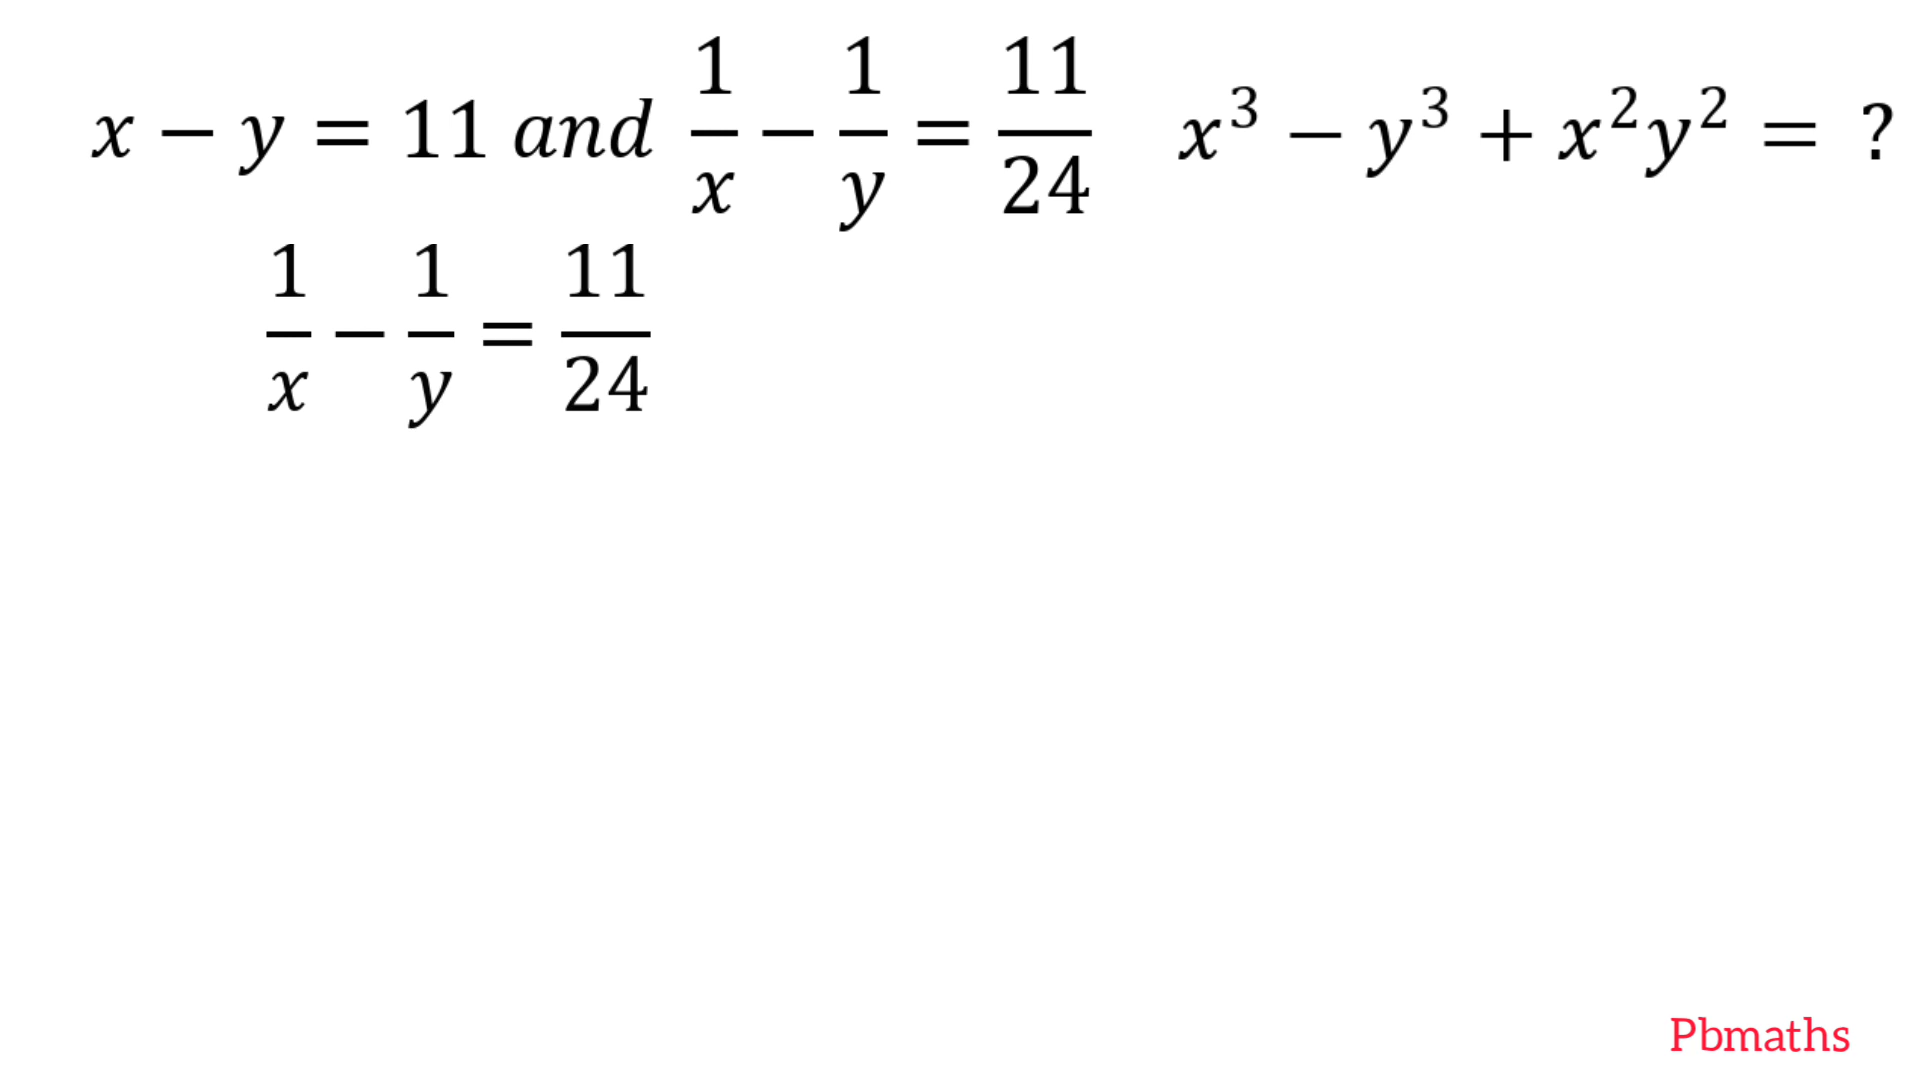 x − y = 11 and 1/x − 1/y = 11/24 x³ − y³ + x²y² = ?
1/x − 1/y = 11/24
Pbmaths